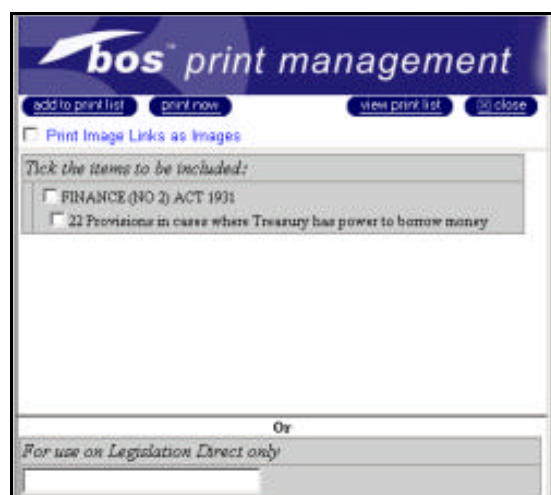 bos™ print management
add to print list print now view print list [x] close
Print Image Links as Images
Tick the items to be included:
FINANCE (NO 2) ACT 1931
22 Provisions in cases where Treasury has power to borrow money
Or
For use on Legislation Direct only